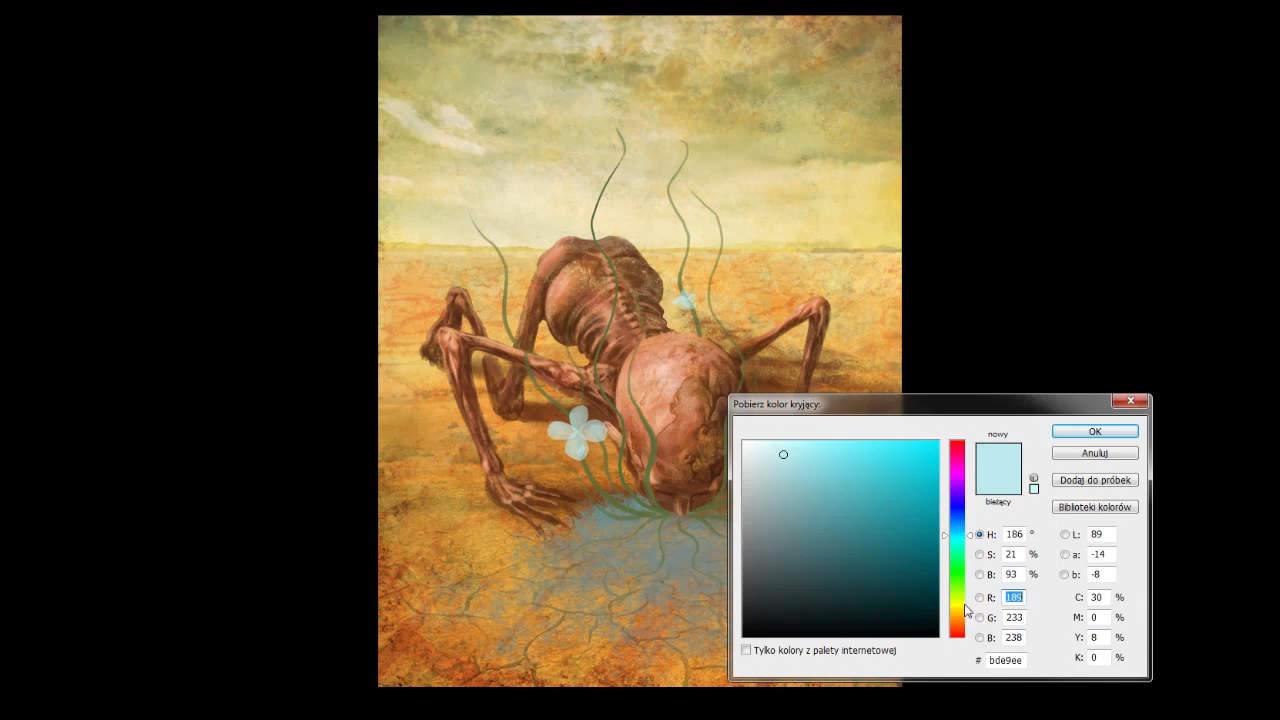 Pobierz kolor kryjący:
nowy
bieżący
OK
Anuluj
Dodaj do próbek
Biblioteki kolorów
H: 186 °
S: 21 %
B: 93 %
R: 189
G: 233
B: 238
# bde9ee
L: 89
a: -14
b: -8
C: 30 %
M: 0 %
Y: 8 %
K: 0 %
Tylko kolory z palety internetowej